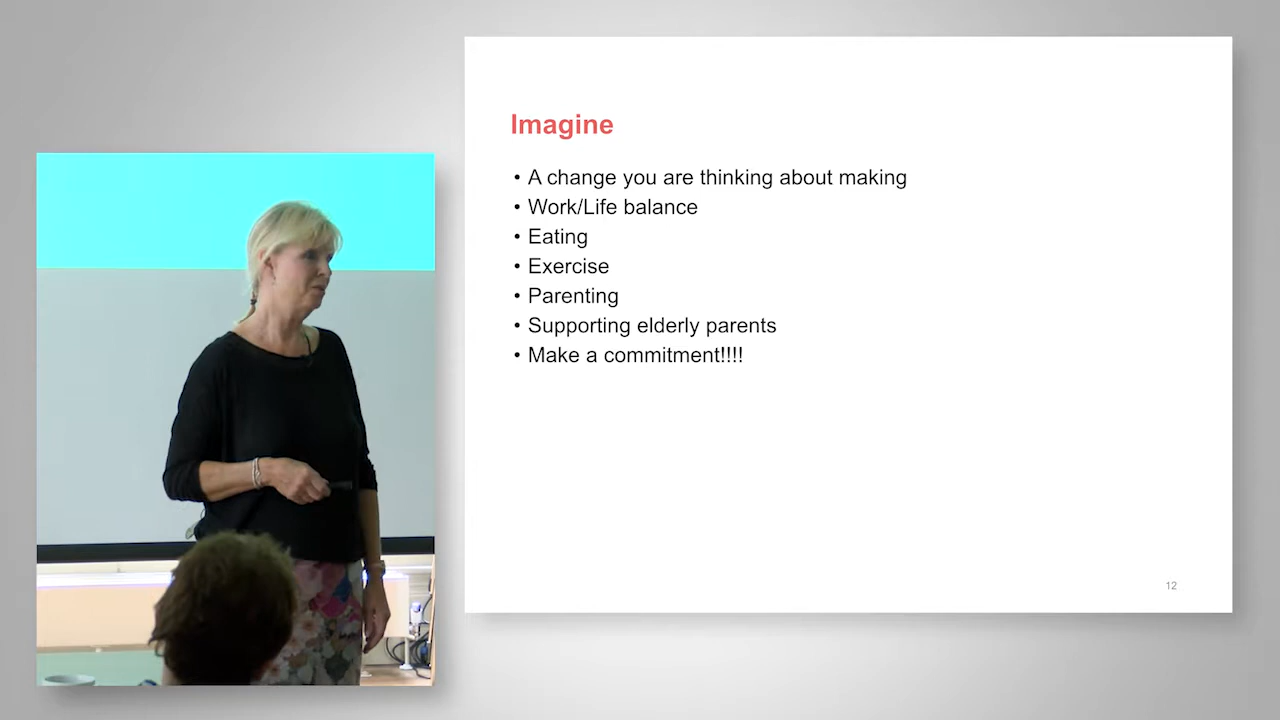 Imagine
• A change you are thinking about making
• Work/Life balance
• Eating
• Exercise
• Parenting
• Supporting elderly parents
• Make a commitment!!!!
12